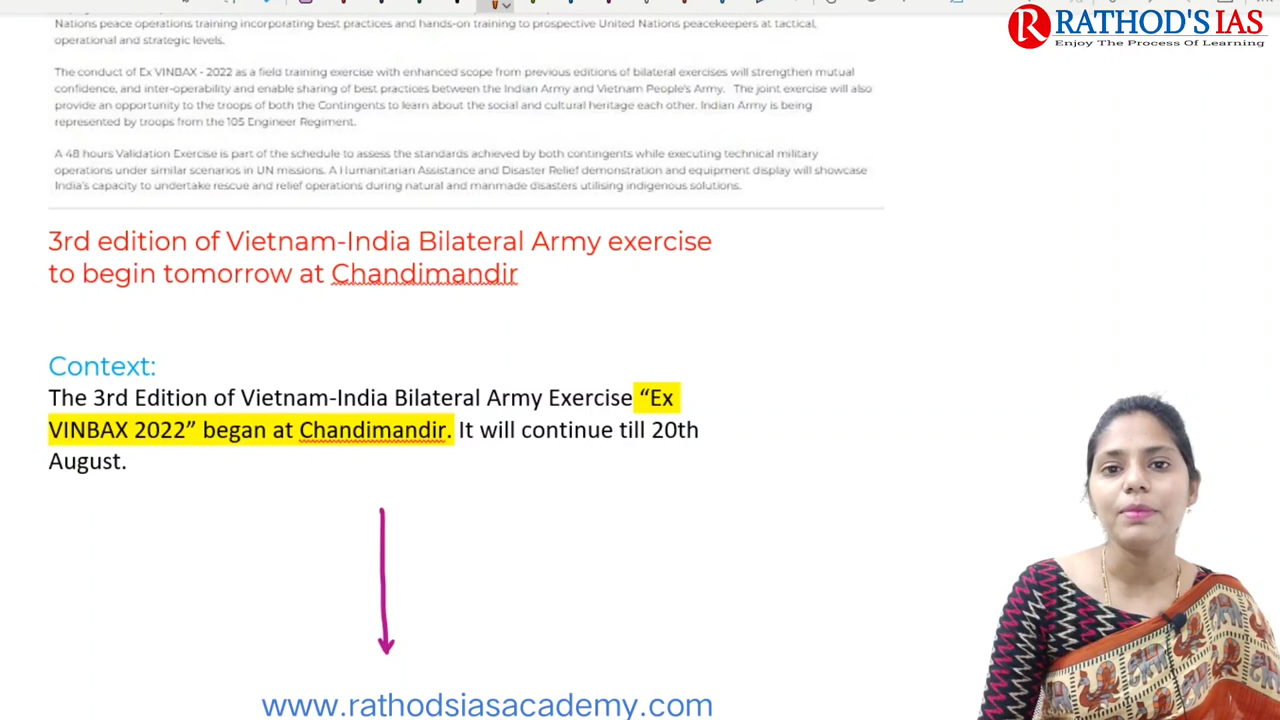 RATHOD'S IAS
Enjoy The Process Of Learning
Nations peace operations training incorporating best practices and hands-on training to prospective United Nations peacekeepers at tactical,
operational and strategic levels.
The conduct of Ex VINBAX - 2022 as a field training exercise with enhanced scope from previous editions of bilateral exercises will strengthen mutual
confidence, and inter-operability and enable sharing of best practices between the Indian Army and Vietnam People's Army. The joint exercise will also
provide an opportunity to the troops of both the Contingents to learn about the social and cultural heritage each other. Indian Army is being
represented by troops from the 105 Engineer Regiment.
A 48 hours Validation Exercise is part of the schedule to assess the standards achieved by both contingents while executing technical military
operations under similar scenarios in UN missions. A Humanitarian Assistance and Disaster Relief demonstration and equipment display will showcase
India's capacity to undertake rescue and relief operations during natural and manmade disasters utilising indigenous solutions.
3rd edition of Vietnam-India Bilateral Army exercise
to begin tomorrow at Chandimandir
Context:
The 3rd Edition of Vietnam-India Bilateral Army Exercise “Ex
VINBAX 2022” began at Chandimandir. It will continue till 20th
August.
www.rathodsiasacademy.com